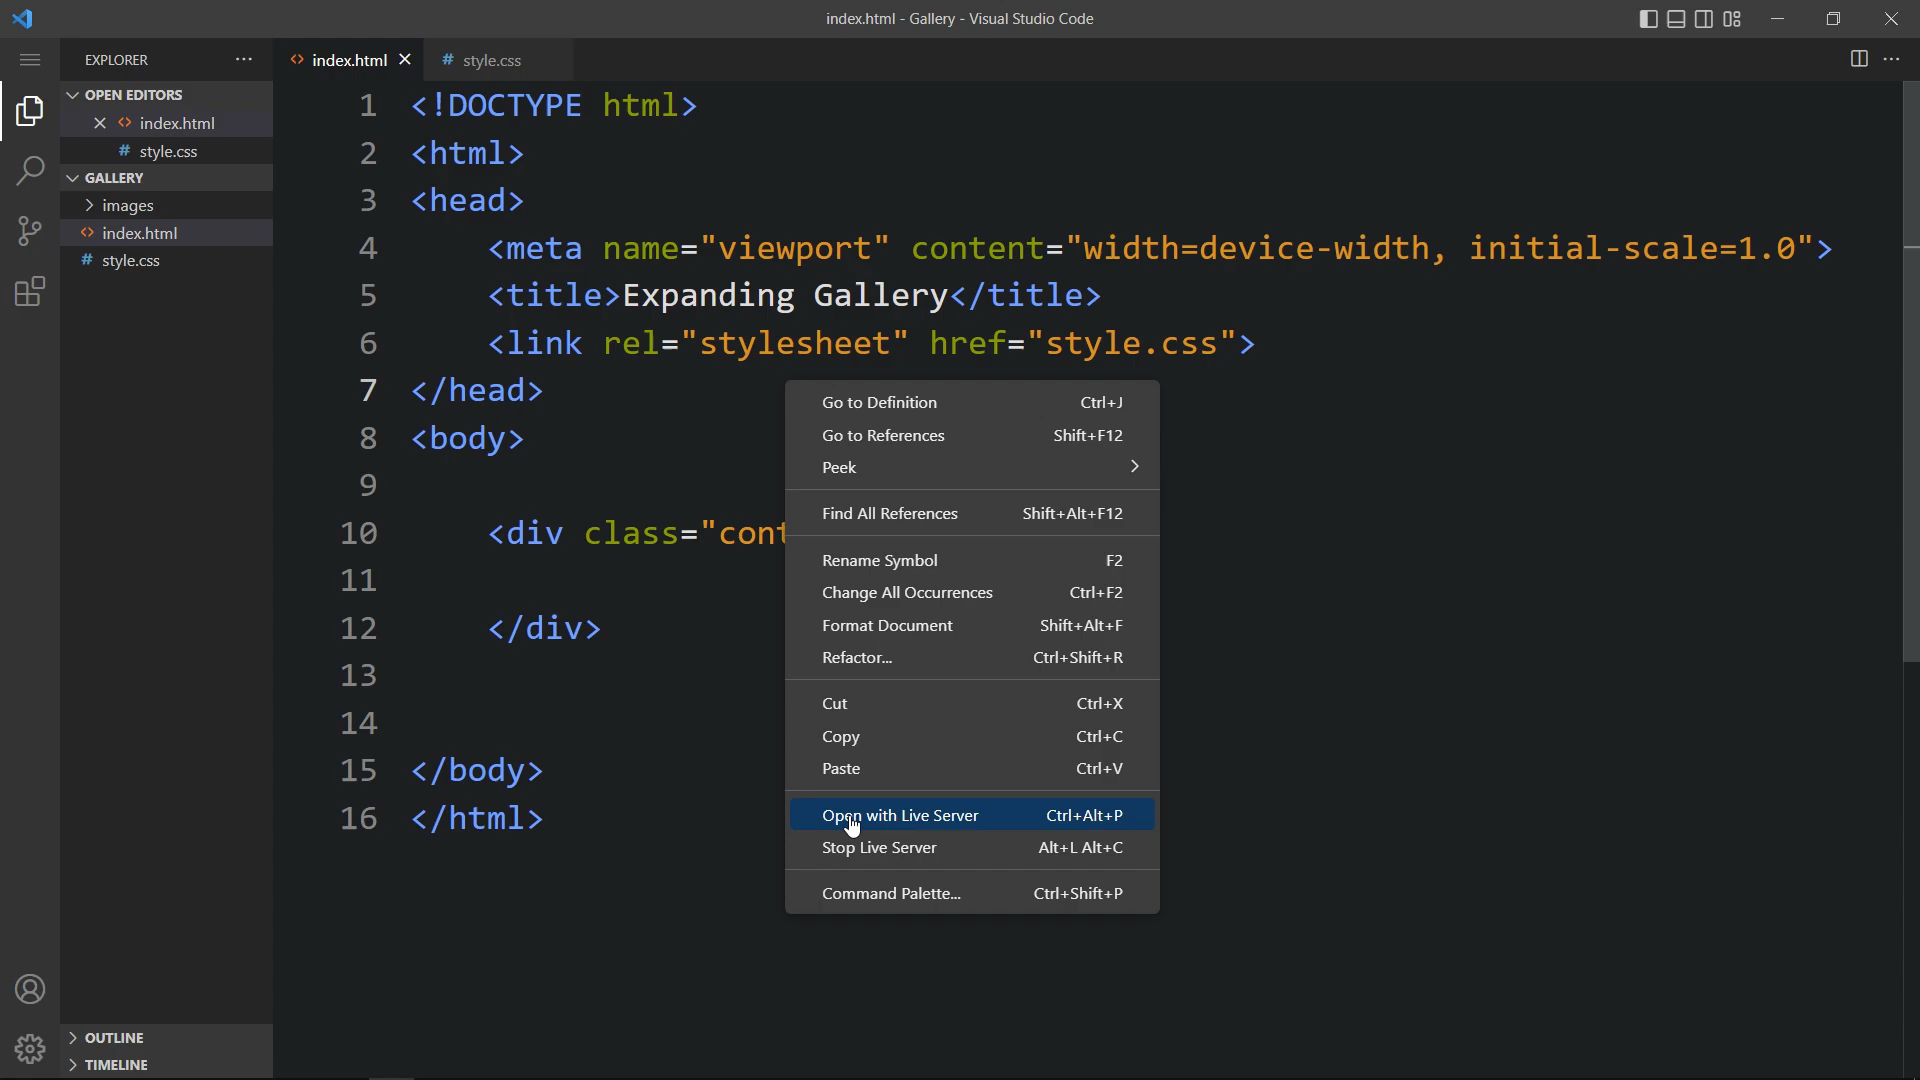 index.html - Gallery - Visual Studio Code
EXPLORER
index.html
# style.css
OPEN EDITORS
index.html
# style.css
GALLERY
images
index.html
# style.css
OUTLINE
TIMELINE
1 <!DOCTYPE html>
2 <html>
3 <head>
4 <meta name="viewport" content="width=device-width, initial-scale=1.0">
5 <title>Expanding Gallery</title>
6 <link rel="stylesheet" href="style.css">
7 </head>
8 <body>
9
10 <div class="cont
11
12 </div>
13
14
15 </body>
16 </html>
Go to Definition Ctrl+J
Go to References Shift+F12
Peek
Find All References Shift+Alt+F12
Rename Symbol F2
Change All Occurrences Ctrl+F2
Format Document Shift+Alt+F
Refactor... Ctrl+Shift+R
Cut Ctrl+X
Copy Ctrl+C
Paste Ctrl+V
Open with Live Server Ctrl+Alt+P
Stop Live Server Alt+L Alt+C
Command Palette... Ctrl+Shift+P